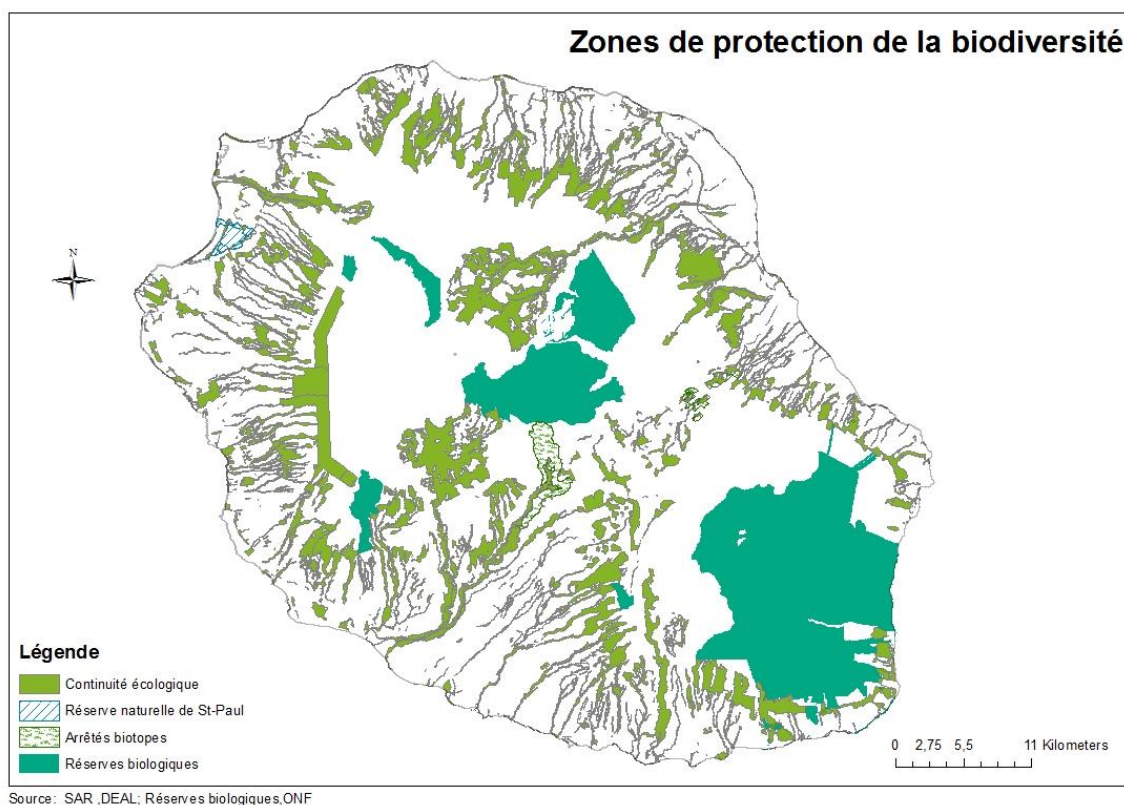 Zones de protection de la biodiversité
N
Légende
Continuité écologique
Réserve naturelle de St-Paul
Arrêtés biotopes
Réserves biologiques
0 2,75 5,5 11 Kilometers
Source: SAR ,DEAL; Réserves biologiques,ONF